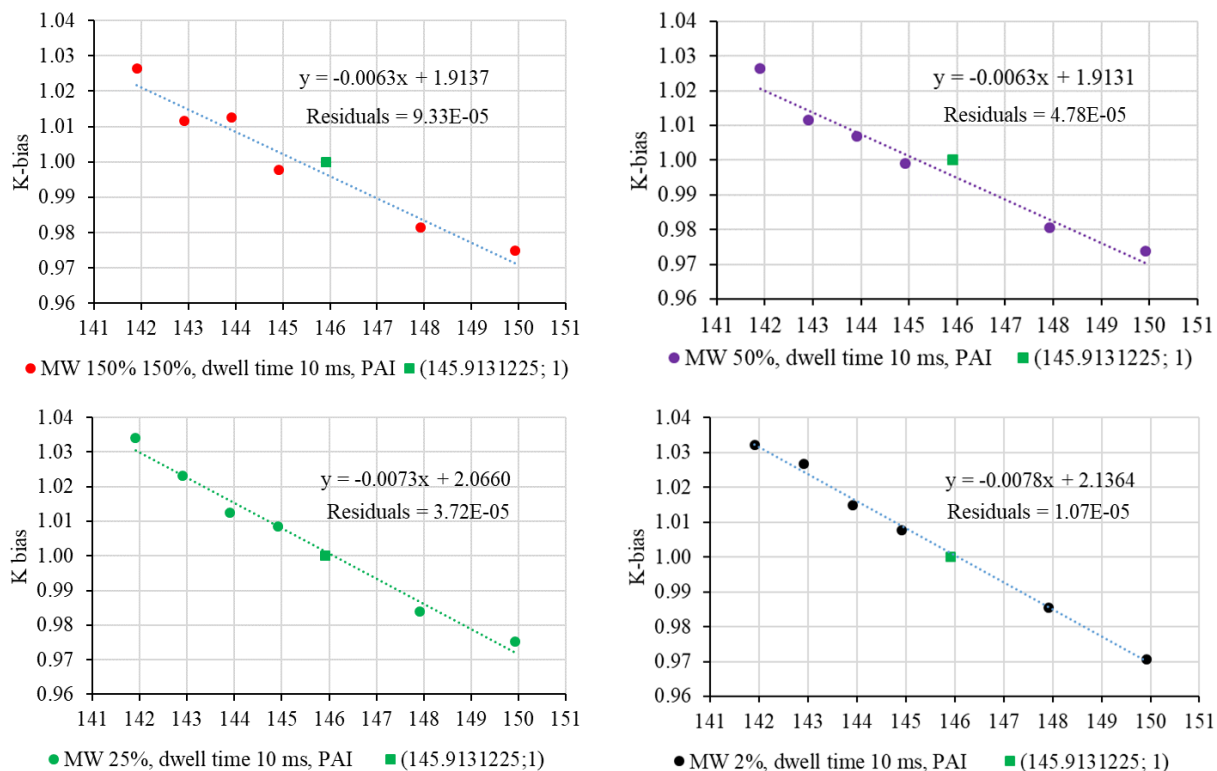 1.04
1.03
1.02
1.01
1.00
0.99
0.98
0.97
0.96
K-bias
y = -0.0063x + 1.9137
Residuals = 9.33E-05
141 142 143 144 145 146 147 148 149 150 151
MW 150% 150%, dwell time 10 ms, PAI (145.9131225; 1)
1.04
1.03
1.02
1.01
1.00
0.99
0.98
0.97
0.96
K-bias
y = -0.0063x + 1.9131
Residuals = 4.78E-05
141 142 143 144 145 146 147 148 149 150 151
MW 50%, dwell time 10 ms, PAI (145.9131225; 1)
1.04
1.03
1.02
1.01
1.00
0.99
0.98
0.97
0.96
K bias
y = -0.0073x + 2.0660
Residuals = 3.72E-05
141 142 143 144 145 146 147 148 149 150 151
MW 25%, dwell time 10 ms, PAI (145.9131225;1)
1.04
1.03
1.02
1.01
1.00
0.99
0.98
0.97
0.96
K-bias
y = -0.0078x + 2.1364
Residuals = 1.07E-05
141 142 143 144 145 146 147 148 149 150 151
MW 2%, dwell time 10 ms, PAI (145.9131225; 1)